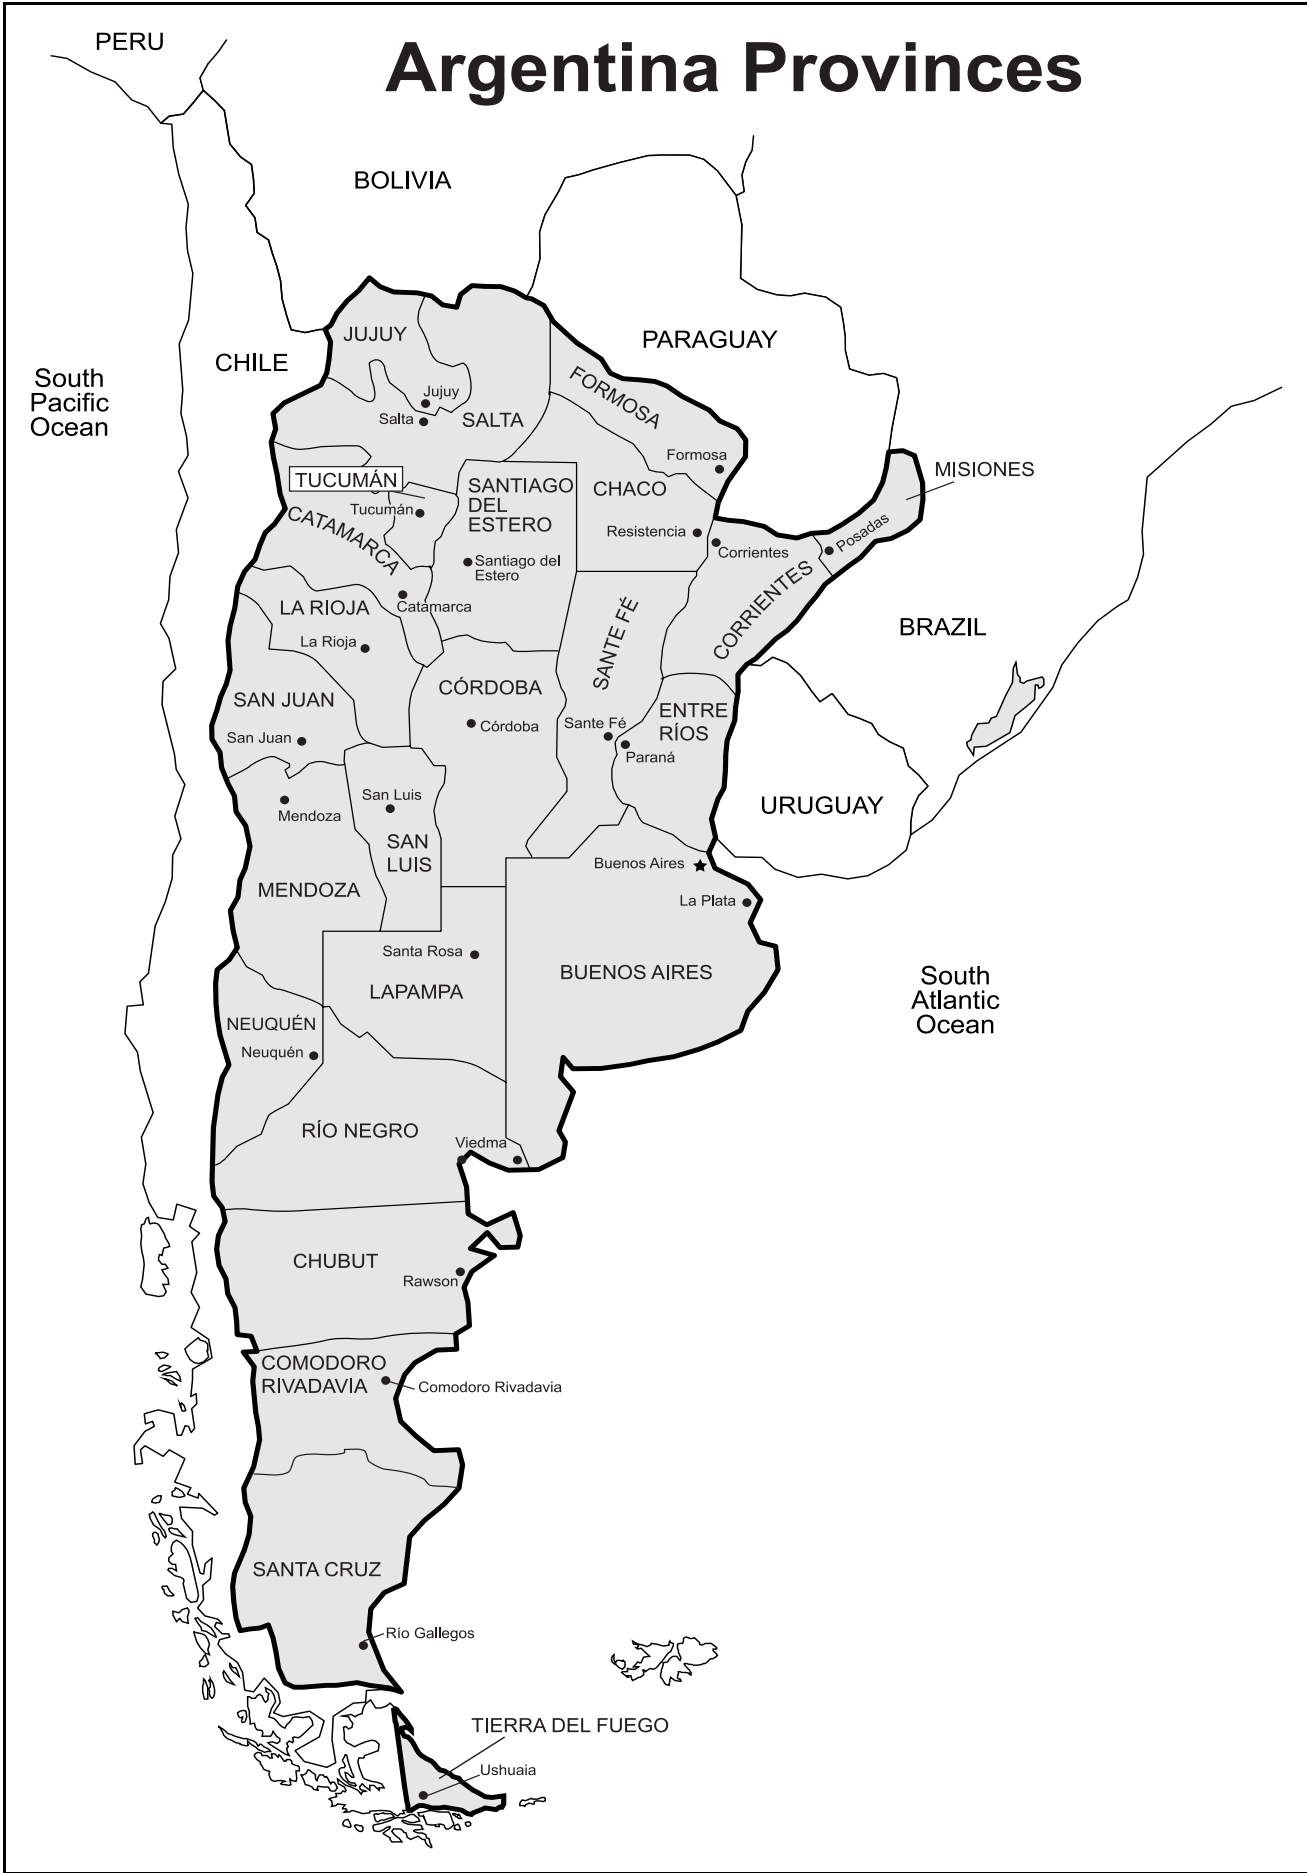 PERU
Argentina Provinces
BOLIVIA
PARAGUAY
CHILE
South
Pacific
Ocean
JUJUY
Jujuy
Salta
SALTA
FORMOSA
Formosa
MISIONES
TUCUMÁN
Tucumán
SANTIAGO
DEL
ESTERO
CHACO
CATAMARCA
Resistencia
Corrientes
Posadas
Santiago del
Estero
CORRIENTES
LA RIOJA
Catamarca
La Rioja
SANTE FÉ
BRAZIL
SAN JUAN
CÓRDOBA
ENTRE
RÍOS
San Juan
Córdoba
Sante Fé
Paraná
San Luis
Mendoza
URUGUAY
SAN
LUIS
Buenos Aires
MENDOZA
La Plata
Santa Rosa
BUENOS AIRES
LAPAMPA
South
Atlantic
Ocean
NEUQUÉN
Neuquén
RÍO NEGRO
Viedma
CHUBUT
Rawson
COMODORO
RIVADAVIA
Comodoro Rivadavia
SANTA CRUZ
Río Gallegos
TIERRA DEL FUEGO
Ushuaia